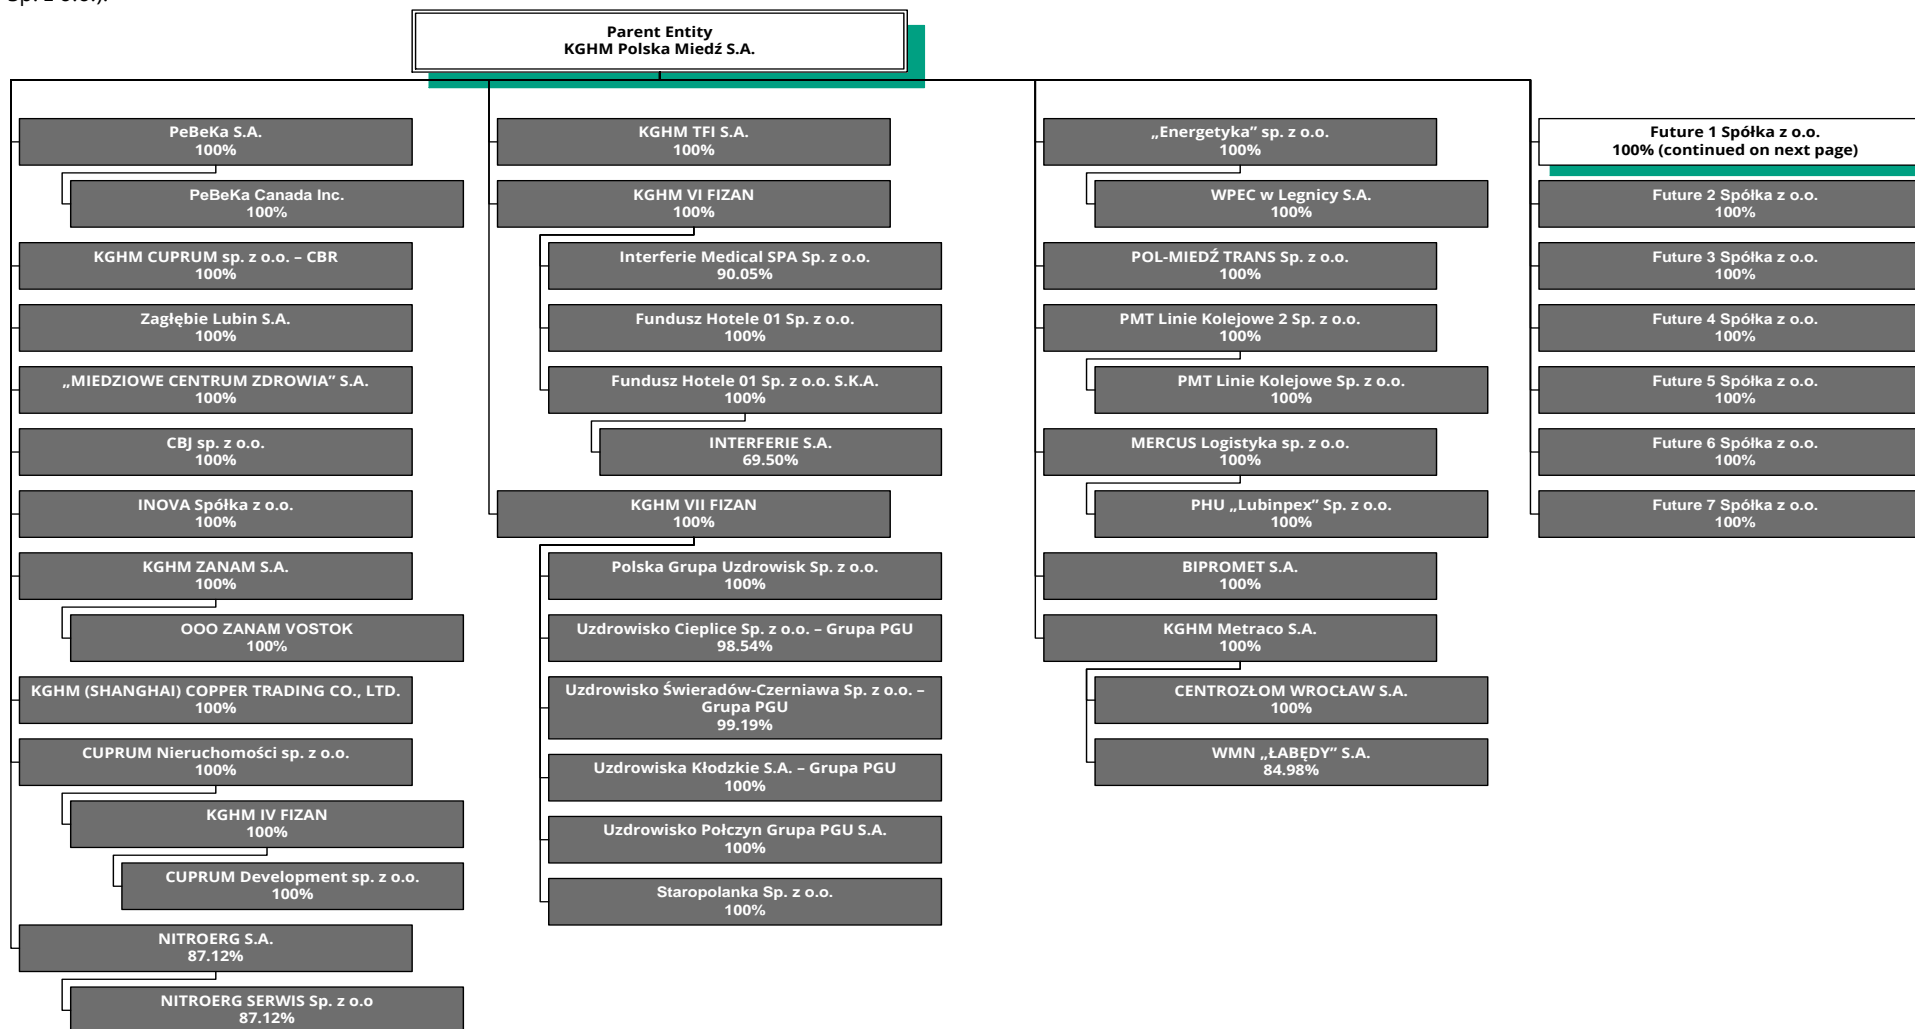 Sp. z o.o.).
Parent Entity
KGHM Polska Miedź S.A.
PeBeKa S.A.
100%
PeBeKa Canada Inc.
100%
KGHM CUPRUM sp. z o.o. – CBR
100%
Zagłębie Lubin S.A.
100%
„MIEDZIOWE CENTRUM ZDROWIA” S.A.
100%
CBJ sp. z o.o.
100%
INOVA Spółka z o.o.
100%
KGHM ZANAM S.A.
100%
OOO ZANAM VOSTOK
100%
KGHM (SHANGHAI) COPPER TRADING CO., LTD.
100%
CUPRUM Nieruchomości sp. z o.o.
100%
KGHM IV FIZAN
100%
CUPRUM Development sp. z o.o.
100%
NITROERG S.A.
87.12%
NITROERG SERWIS Sp. z o.o
87.12%
KGHM TFI S.A.
100%
KGHM VI FIZAN
100%
Interferie Medical SPA Sp. z o.o.
90.05%
Fundusz Hotele 01 Sp. z o.o.
100%
Fundusz Hotele 01 Sp. z o.o. S.K.A.
100%
INTERFERIE S.A.
69.50%
KGHM VII FIZAN
100%
Polska Grupa Uzdrowisk Sp. z o.o.
100%
Uzdrowisko Cieplice Sp. z o.o. – Grupa PGU
98.54%
Uzdrowisko Świeradów-Czerniawa Sp. z o.o. –
Grupa PGU
99.19%
Uzdrowiska Kłodzkie S.A. – Grupa PGU
100%
Uzdrowisko Połczyn Grupa PGU S.A.
100%
Staropolanka Sp. z o.o.
100%
„Energetyka” sp. z o.o.
100%
WPEC w Legnicy S.A.
100%
POL-MIEDŹ TRANS Sp. z o.o.
100%
PMT Linie Kolejowe 2 Sp. z o.o.
100%
PMT Linie Kolejowe Sp. z o.o.
100%
MERCUS Logistyka sp. z o.o.
100%
PHU „Lubinpex” Sp. z o.o.
100%
BIPROMET S.A.
100%
KGHM Metraco S.A.
100%
CENTROZŁOM WROCŁAW S.A.
100%
WMN „ŁABĘDY” S.A.
84.98%
Future 1 Spółka z o.o.
100% (continued on next page)
Future 2 Spółka z o.o.
100%
Future 3 Spółka z o.o.
100%
Future 4 Spółka z o.o.
100%
Future 5 Spółka z o.o.
100%
Future 6 Spółka z o.o.
100%
Future 7 Spółka z o.o.
100%